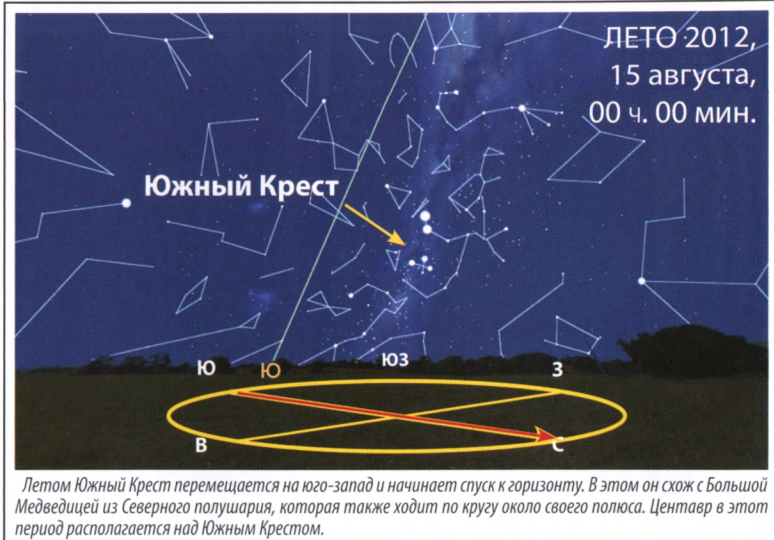 ЛЕТО 2012,
15 августа,
00 ч. 00 мин.
Южный Крест
Ю
Ю
ЮЗ
З
В
С
Летом Южный Крест перемещается на юго-запад и начинает спуск к горизонту. В этом он схож с Большой
Медведицей из Северного полушария, которая также ходит по кругу около своего полюса. Центавр в этот
период располагается над Южным Крестом.